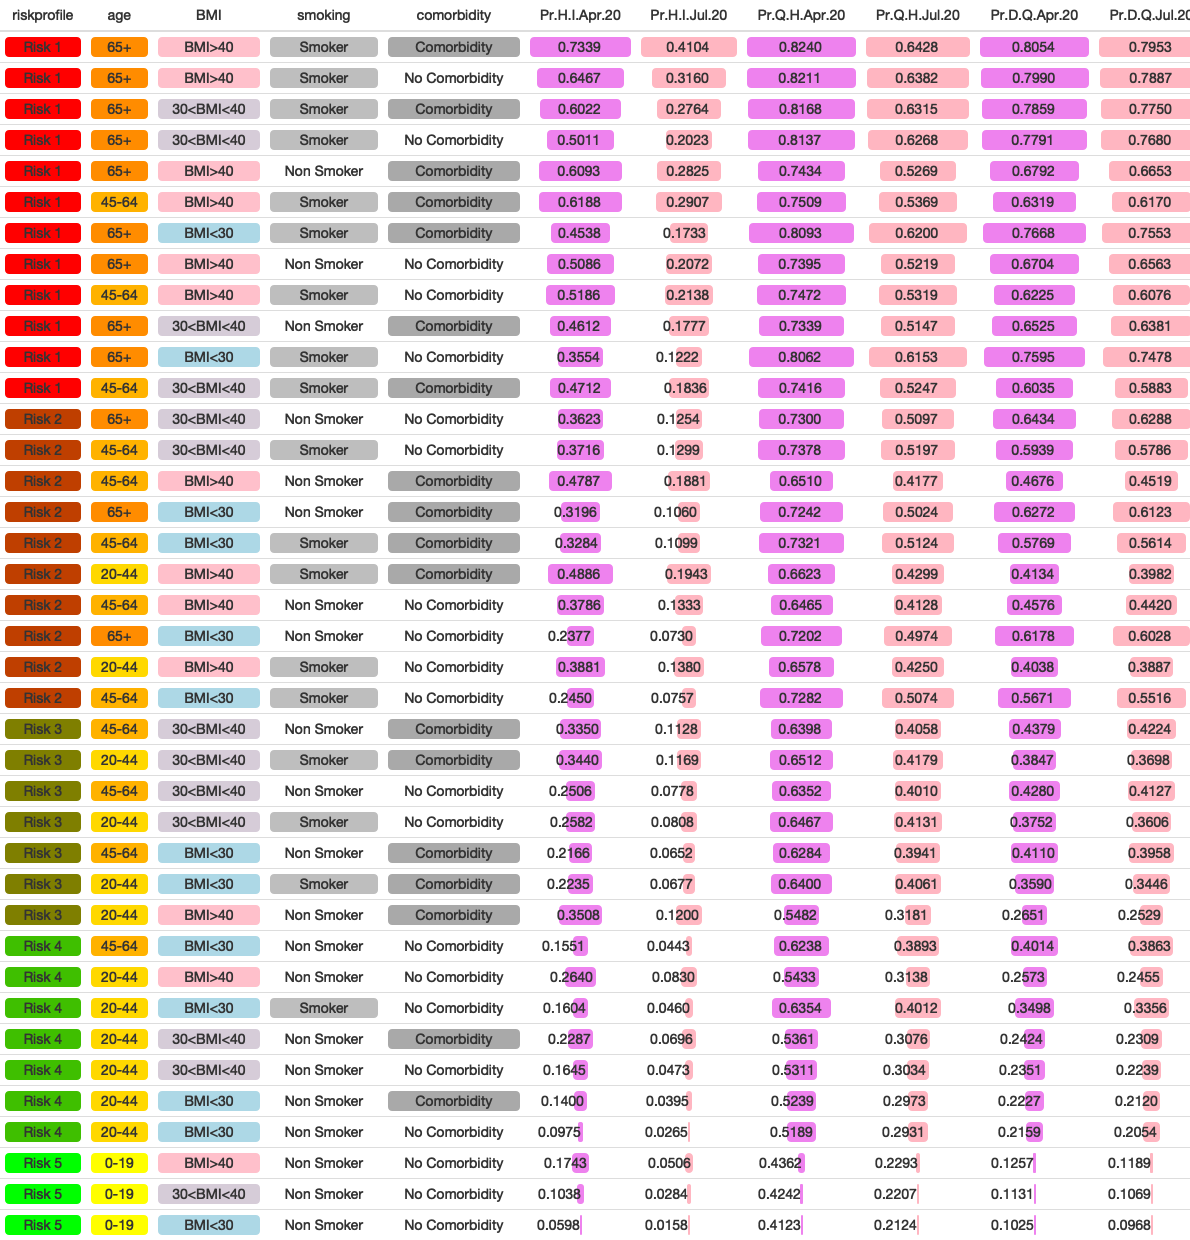 riskprofile age BMI smoking comorbidity Pr.H.I.Apr.20 Pr.H.I.Jul.20 Pr.Q.H.Apr.20 Pr.Q.H.Jul.20 Pr.D.Q.Apr.20 Pr.D.Q.Jul.20
Risk 1 65+ BMI>40 Smoker Comorbidity 0.7339 0.4104 0.8240 0.6428 0.8054 0.7953
Risk 1 65+ BMI>40 Smoker No Comorbidity 0.6467 0.3160 0.8211 0.6382 0.7990 0.7887
Risk 1 65+ 30<BMI<40 Smoker Comorbidity 0.6022 0.2764 0.8168 0.6315 0.7859 0.7750
Risk 1 65+ 30<BMI<40 Smoker No Comorbidity 0.5011 0.2023 0.8137 0.6268 0.7791 0.7680
Risk 1 65+ BMI>40 Non Smoker Comorbidity 0.6093 0.2825 0.7434 0.5269 0.6792 0.6653
Risk 1 45-64 BMI>40 Smoker Comorbidity 0.6188 0.2907 0.7509 0.5369 0.6319 0.6170
Risk 1 65+ BMI<30 Smoker Comorbidity 0.4538 0.1733 0.8093 0.6200 0.7668 0.7553
Risk 1 65+ BMI>40 Non Smoker No Comorbidity 0.5086 0.2072 0.7395 0.5219 0.6704 0.6563
Risk 1 45-64 BMI>40 Smoker No Comorbidity 0.5186 0.2138 0.7472 0.5319 0.6225 0.6076
Risk 1 65+ 30<BMI<40 Non Smoker Comorbidity 0.4612 0.1777 0.7339 0.5147 0.6525 0.6381
Risk 1 65+ BMI<30 Smoker No Comorbidity 0.3554 0.1222 0.8062 0.6153 0.7595 0.7478
Risk 1 45-64 30<BMI<40 Smoker Comorbidity 0.4712 0.1836 0.7416 0.5247 0.6035 0.5883
Risk 2 65+ 30<BMI<40 Non Smoker No Comorbidity 0.3623 0.1254 0.7300 0.5097 0.6434 0.6288
Risk 2 45-64 30<BMI<40 Smoker No Comorbidity 0.3716 0.1299 0.7378 0.5197 0.5939 0.5786
Risk 2 45-64 BMI>40 Non Smoker Comorbidity 0.4787 0.1881 0.6510 0.4177 0.4676 0.4519
Risk 2 65+ BMI<30 Non Smoker Comorbidity 0.3196 0.1060 0.7242 0.5024 0.6272 0.6123
Risk 2 45-64 BMI<30 Smoker Comorbidity 0.3284 0.1099 0.7321 0.5124 0.5769 0.5614
Risk 2 20-44 BMI>40 Smoker Comorbidity 0.4886 0.1943 0.6623 0.4299 0.4134 0.3982
Risk 2 45-64 BMI>40 Non Smoker No Comorbidity 0.3786 0.1333 0.6465 0.4128 0.4576 0.4420
Risk 2 65+ BMI<30 Non Smoker No Comorbidity 0.2377 0.0730 0.7202 0.4974 0.6178 0.6028
Risk 2 20-44 BMI>40 Smoker No Comorbidity 0.3881 0.1380 0.6578 0.4250 0.4038 0.3887
Risk 2 45-64 BMI<30 Smoker No Comorbidity 0.2450 0.0757 0.7282 0.5074 0.5671 0.5516
Risk 3 45-64 30<BMI<40 Non Smoker Comorbidity 0.3350 0.1128 0.6398 0.4058 0.4379 0.4224
Risk 3 20-44 30<BMI<40 Smoker Comorbidity 0.3440 0.1169 0.6512 0.4179 0.3847 0.3698
Risk 3 45-64 30<BMI<40 Non Smoker No Comorbidity 0.2506 0.0778 0.6352 0.4010 0.4280 0.4127
Risk 3 20-44 30<BMI<40 Smoker No Comorbidity 0.2582 0.0808 0.6467 0.4131 0.3752 0.3606
Risk 3 45-64 BMI<30 Non Smoker Comorbidity 0.2166 0.0652 0.6284 0.3941 0.4110 0.3958
Risk 3 20-44 BMI<30 Smoker Comorbidity 0.2235 0.0677 0.6400 0.4061 0.3590 0.3446
Risk 3 20-44 BMI>40 Non Smoker Comorbidity 0.3508 0.1200 0.5482 0.3181 0.2651 0.2529
Risk 4 45-64 BMI<30 Non Smoker No Comorbidity 0.1551 0.0443 0.6238 0.3893 0.4014 0.3863
Risk 4 20-44 BMI>40 Non Smoker No Comorbidity 0.2640 0.0830 0.5433 0.3138 0.2573 0.2455
Risk 4 20-44 BMI<30 Smoker No Comorbidity 0.1604 0.0460 0.6354 0.4012 0.3498 0.3356
Risk 4 20-44 30<BMI<40 Non Smoker Comorbidity 0.2287 0.0696 0.5361 0.3076 0.2424 0.2309
Risk 4 20-44 30<BMI<40 Non Smoker No Comorbidity 0.1645 0.0473 0.5311 0.3034 0.2351 0.2239
Risk 4 20-44 BMI<30 Non Smoker Comorbidity 0.1400 0.0395 0.5239 0.2973 0.2227 0.2120
Risk 4 20-44 BMI<30 Non Smoker No Comorbidity 0.0975 0.0265 0.5189 0.2931 0.2159 0.2054
Risk 5 0-19 BMI>40 Non Smoker No Comorbidity 0.1743 0.0506 0.4362 0.2293 0.1257 0.1189
Risk 5 0-19 30<BMI<40 Non Smoker No Comorbidity 0.1038 0.0284 0.4242 0.2207 0.1131 0.1069
Risk 5 0-19 BMI<30 Non Smoker No Comorbidity 0.0598 0.0158 0.4123 0.2124 0.1025 0.0968